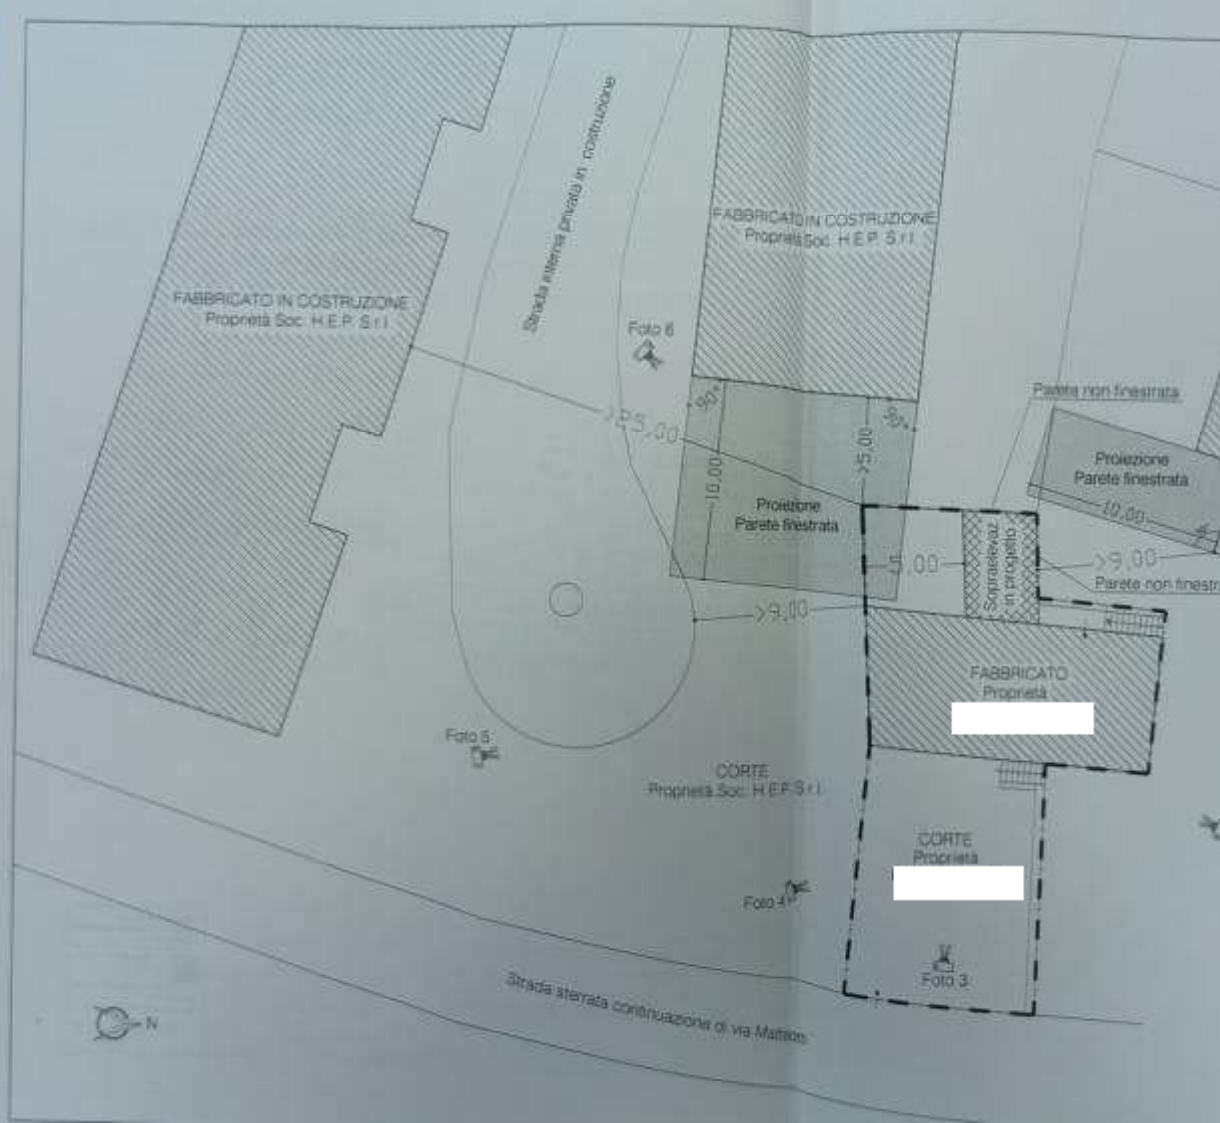 Strada interna privata in costruzione
FABBRICATO IN COSTRUZIONE
Proprietà Soc. H.E.P. S.r.l.
FABBRICATO IN COSTRUZIONE
Proprietà Soc. H.E.P. S.r.l.
Foto 6
Parete non finestrata
>25,00
90°
90°
>5,00
10,00
Proiezione
Parete finestrata
Proiezione
Parete finestrata
10,00
5,00
Sopraelevaz.
in progetto
>9,00
Parete non finestr
>9,00
FABBRICATO
Proprietà
Foto 5
CORTE
Proprietà Soc. H.E.P. S.r.l.
CORTE
Proprietà
Foto 4
Foto 3
Strada sterrata continuazione di via
N